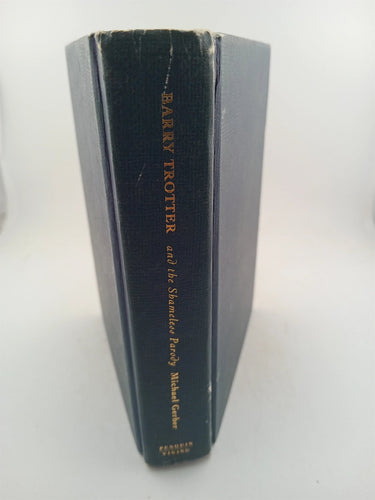 BARRY TROTTER and the Shameless Parody Michael Gerber
PENGUIN
VIKING